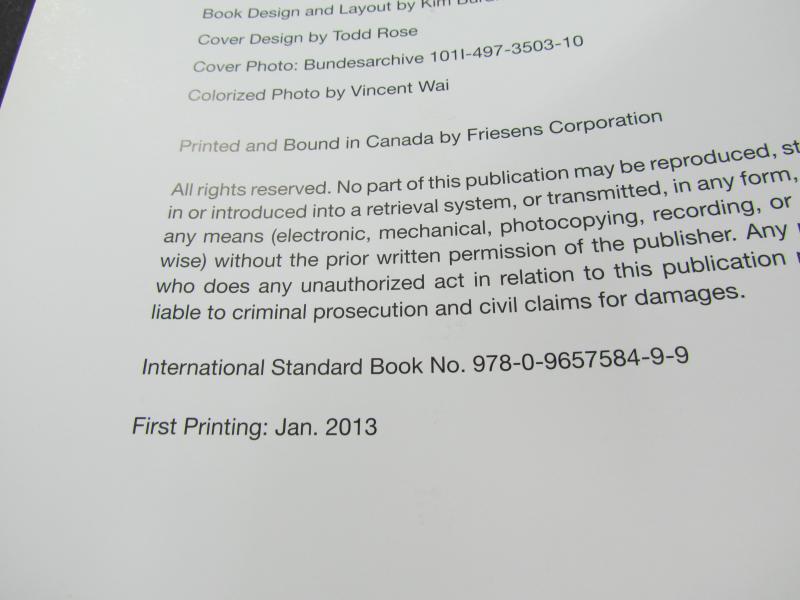 Book Design and Layout by Kim
Cover Design by Todd Rose
Cover Photo: Bundesarchive 101I-497-3503-10
Colorized Photo by Vincent Wai
Printed and Bound in Canada by Friesens Corporation
All rights reserved. No part of this publication may be reproduced, st
in or introduced into a retrieval system, or transmitted, in any form,
any means (electronic, mechanical, photocopying, recording, or
wise) without the prior written permission of the publisher. Any
who does any unauthorized act in relation to this publication
liable to criminal prosecution and civil claims for damages.
International Standard Book No. 978-0-9657584-9-9
First Printing: Jan. 2013